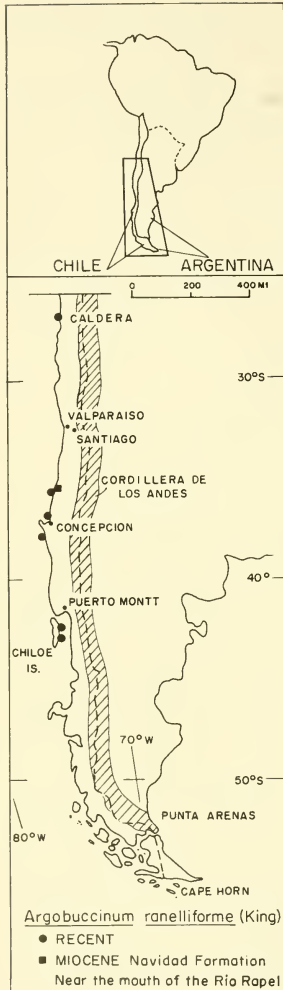 CHILE ARGENTINA
0 200 400 MI
CALDERA
30°S
VALPARAISO
SANTIAGO
CORDILLERA DE
LOS ANDES
CONCEPCION
40°
PUERTO MONTT
CHILOE
IS.
70°W
50°S
80°W
PUNTA ARENAS
CAPE HORN
Argobuccinum ranelliforme (King)
● RECENT
■ MIOCENE Navidad Formation
Near the mouth of the Río Rapel